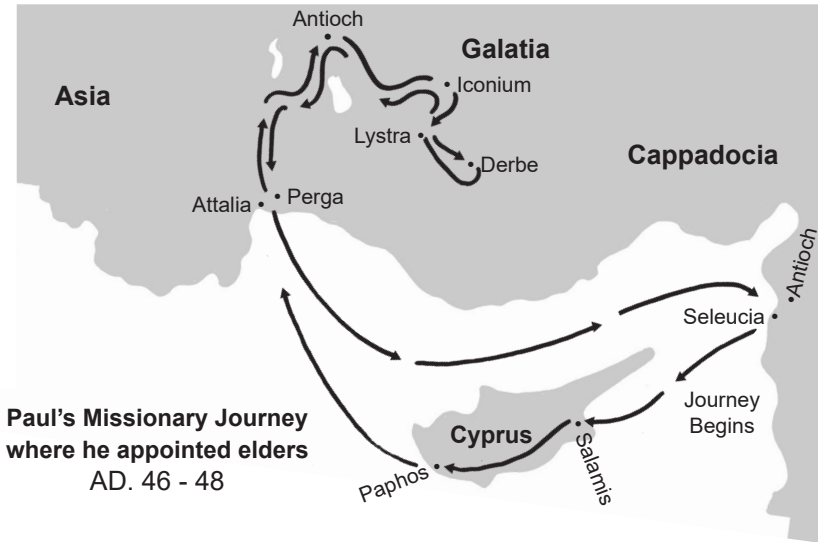 Antioch
Galatia
Asia
Iconium
Lystra
Derbe
Cappadocia
Attalia
Perga
Antioch
Seleucia
Journey
Begins
Paul's Missionary Journey
where he appointed elders
AD. 46 - 48
Cyprus
Salamis
Paphos